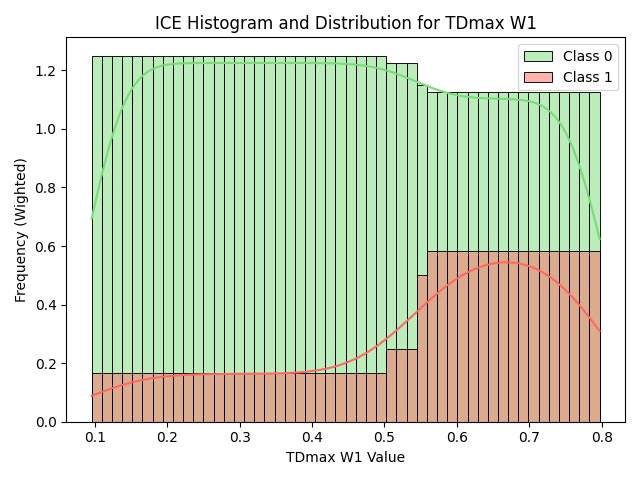 ICE Histogram and Distribution for TDmax W1
Class 0
Class 1
Frequency (Wighted)
1.2
1.0
0.8
0.6
0.4
0.2
0.0
0.1 0.2 0.3 0.4 0.5 0.6 0.7 0.8
TDmax W1 Value